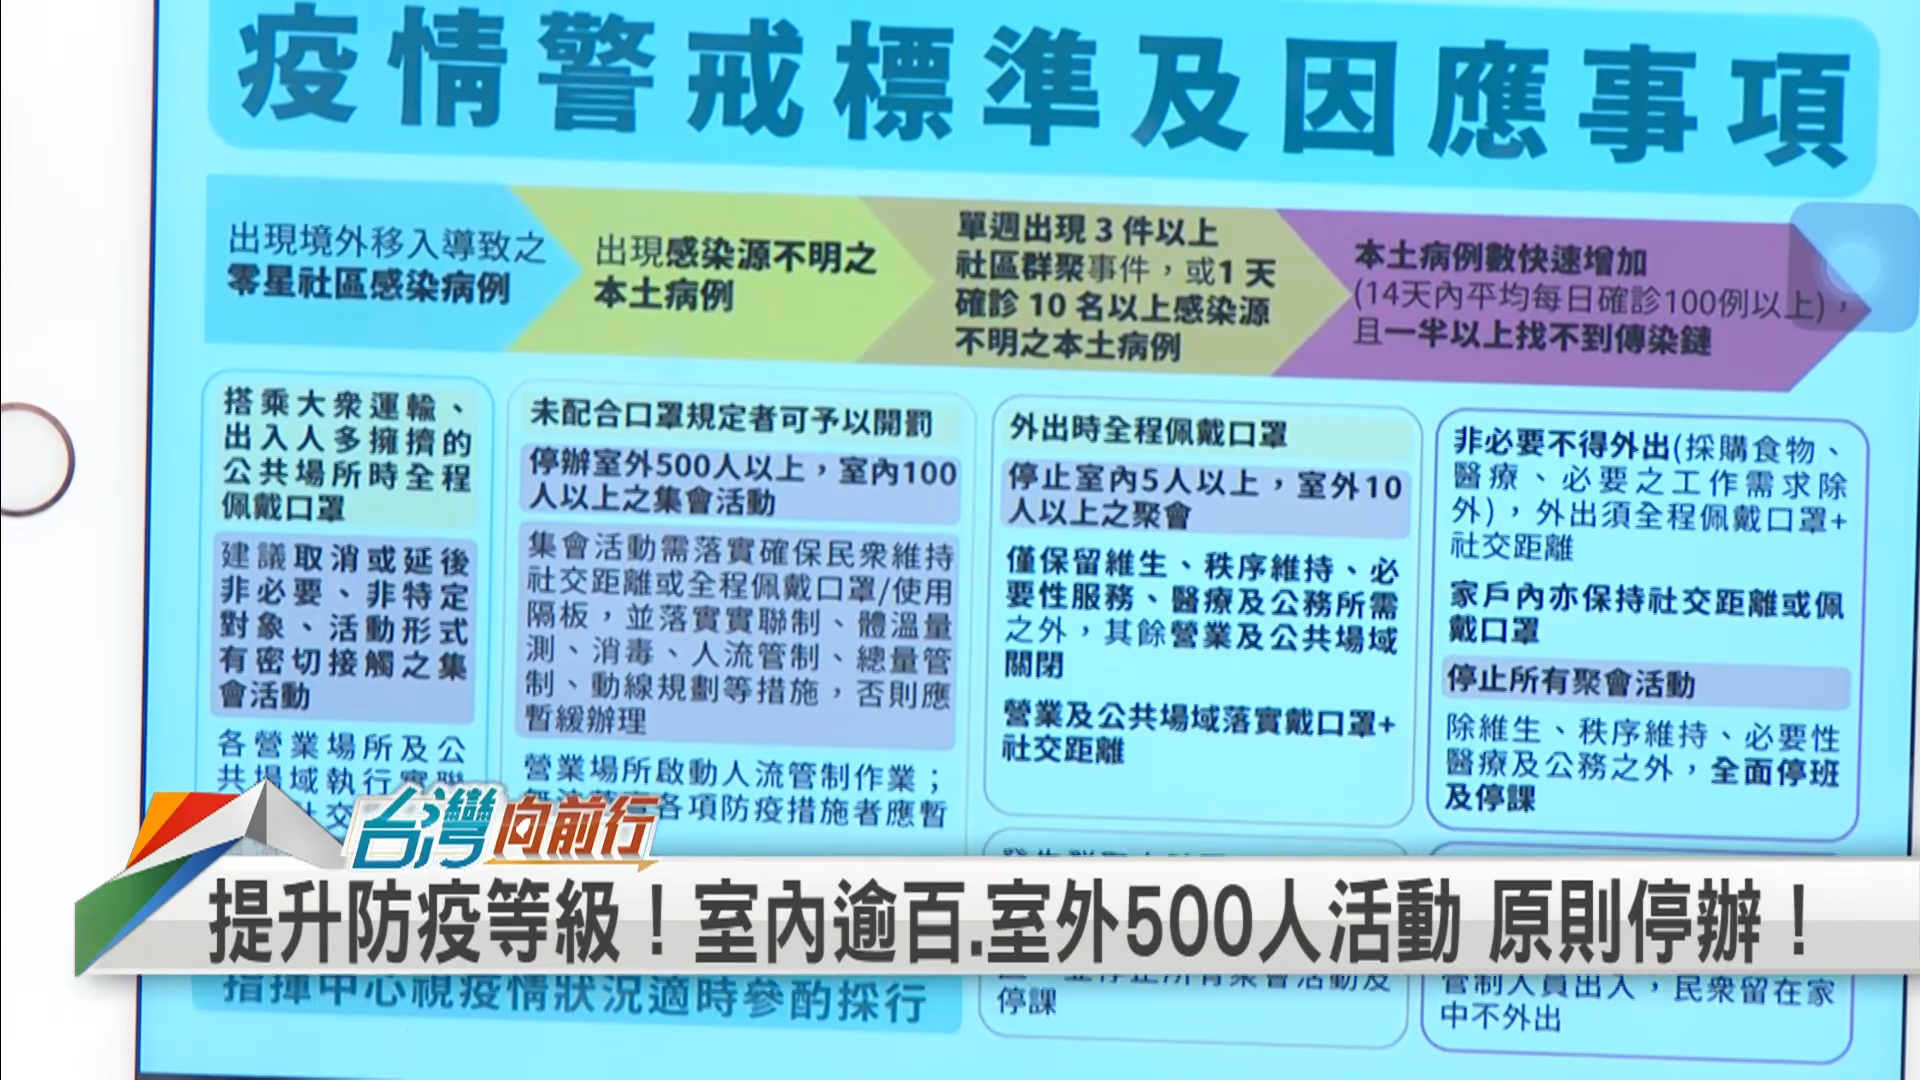 疫情警戒標準及因應事項
出現境外移入導致之
零星社區感染病例
出現感染源不明之
本土病例
單週出現 3 件以上
社區群聚事件，或1 天
確診 10 名以上感染源
不明之本土病例
本土病例數快速增加
(14天內平均每日確診100例以上)，
且一半以上找不到傳染鏈
搭乘大眾運輸、
出入人多擁擠的
公共場所時全程
佩戴口罩
建議取消或延後
非必要、非特定
對象、活動形式
有密切接觸之集
會活動
各營業場所及公
共場域執行實聯
社交
未配合口罩規定者可予以開罰
停辦室外500人以上，室內100
人以上之集會活動
集會活動需落實確保民眾維持
社交距離或全程佩戴口罩/使用
隔板，並落實實聯制、體溫量
測、消毒、人流管制、總量管
制、動線規劃等措施，否則應
暫緩辦理
營業場所啟動人流管制作業；
各項防疫措施者應暫
外出時全程佩戴口罩
停止室內5人以上，室外10
人以上之聚會
僅保留維生、秩序維持、必
要性服務、醫療及公務所需
之外，其餘營業及公共場域
關閉
營業及公共場域落實戴口罩+
社交距離
停課
非必要不得外出(採購食物、
醫療、必要之工作需求除
外)，外出須全程佩戴口罩+
社交距離
家戶內亦保持社交距離或佩
戴口罩
停止所有聚會活動
除維生、秩序維持、必要性
醫療及公務之外，全面停班
及停課
管制人員出入，民眾留在家
中不外出
台灣向前行
提升防疫等級！室內逾百.室外500人活動 原則停辦！
指揮中心視疫情狀況適時參酌採行